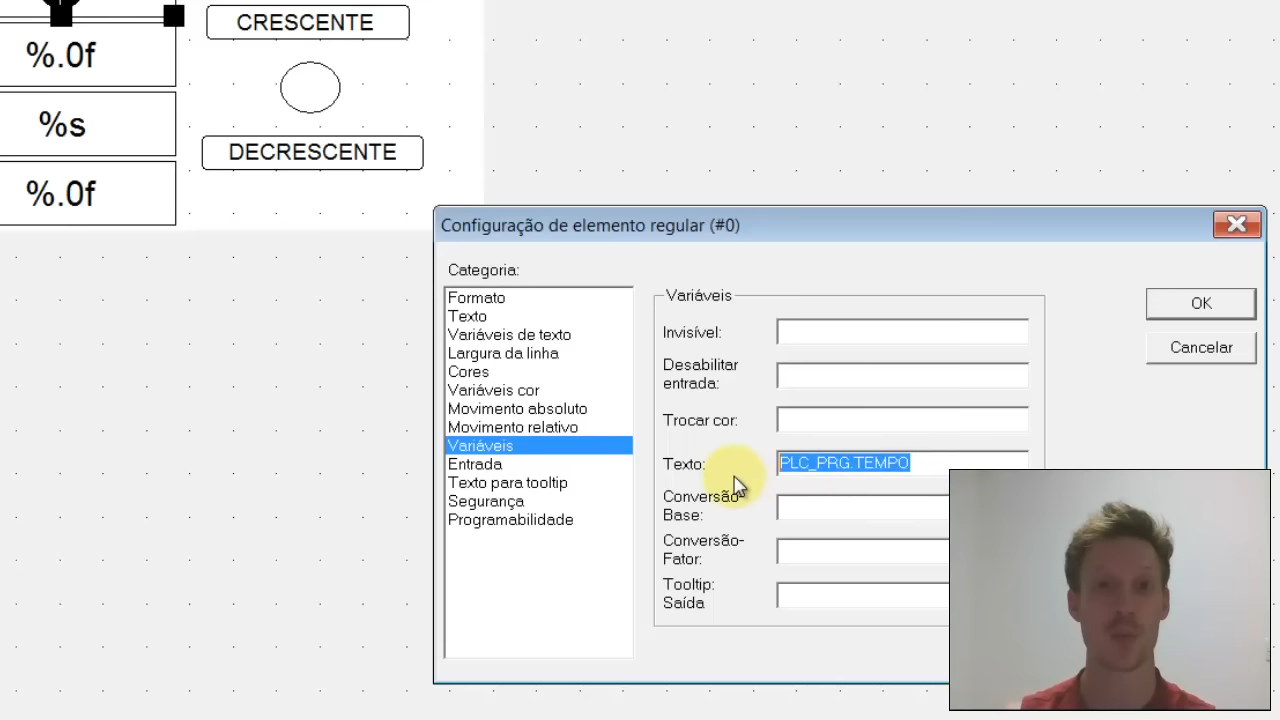 CRESCENTE
%.0f
%s
DECRESCENTE
%.0f
Configuração de elemento regular (#0)
Categoria:
Formato
Texto
Variáveis de texto
Largura da linha
Cores
Variáveis cor
Movimento absoluto
Movimento relativo
Variáveis
Entrada
Texto para tooltip
Segurança
Programabilidade
Variáveis
Invisível:
Desabilitar
entrada:
Trocar cor:
Texto:
PLC_PRG.TEMPO
Conversão-
Base:
Conversão-
Fator:
Tooltip:
Saída
OK
Cancelar